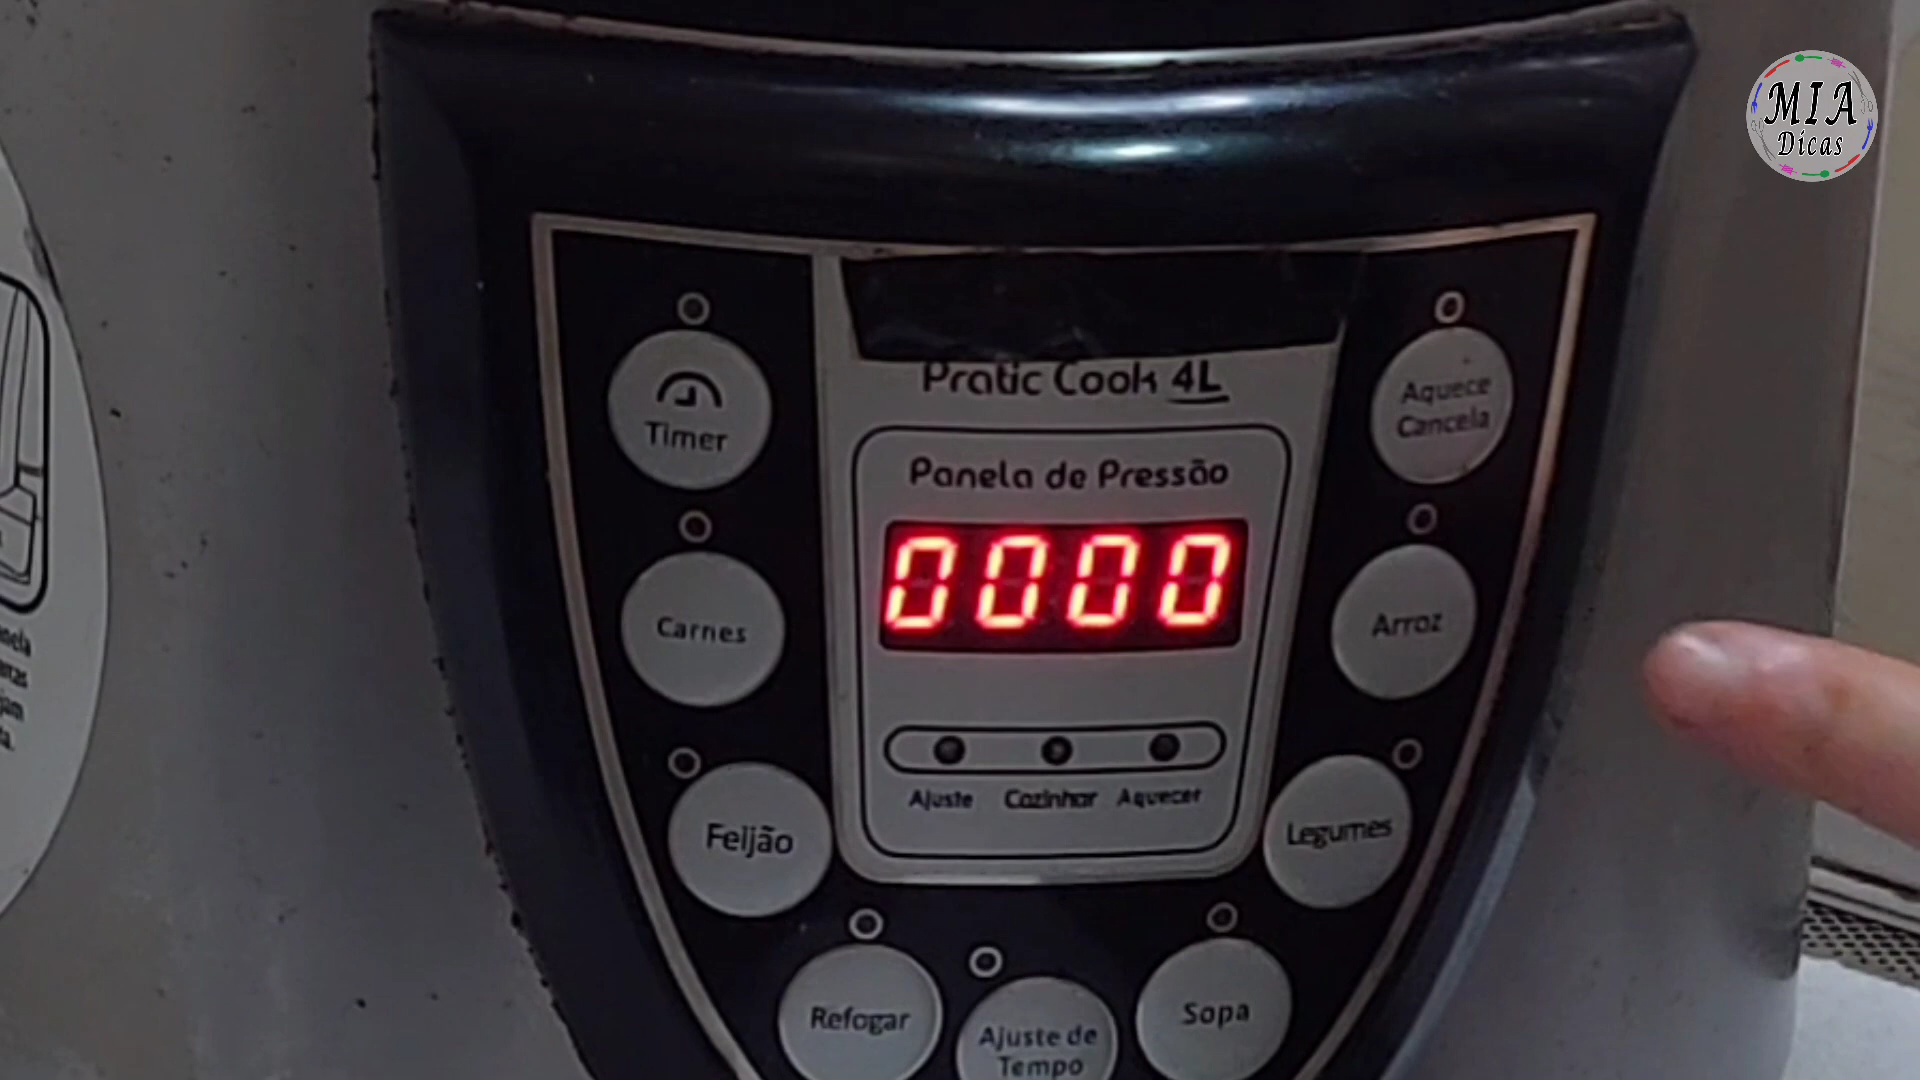 MIA
Dicas
Pratic Cook 4L
Timer
Aquece
Cancela
Panela de Pressão
0000
Carnes
Arroz
Ajuste Cozinhar Aquecer
Feijão
Legumes
Refogar
Ajuste de
Tempo
Sopa